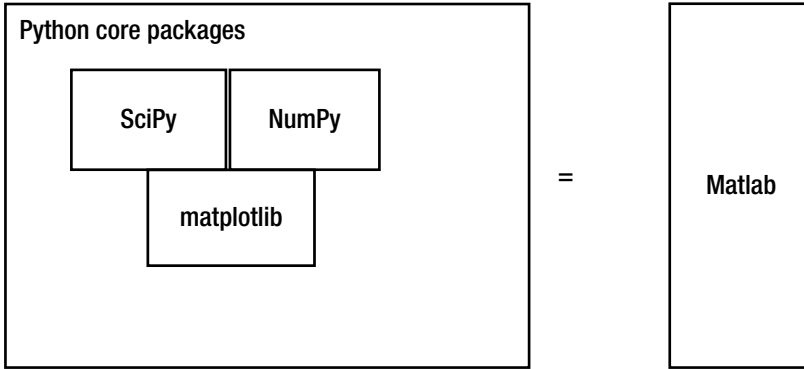 Python core packages
SciPy
NumPy
matplotlib
=
Matlab